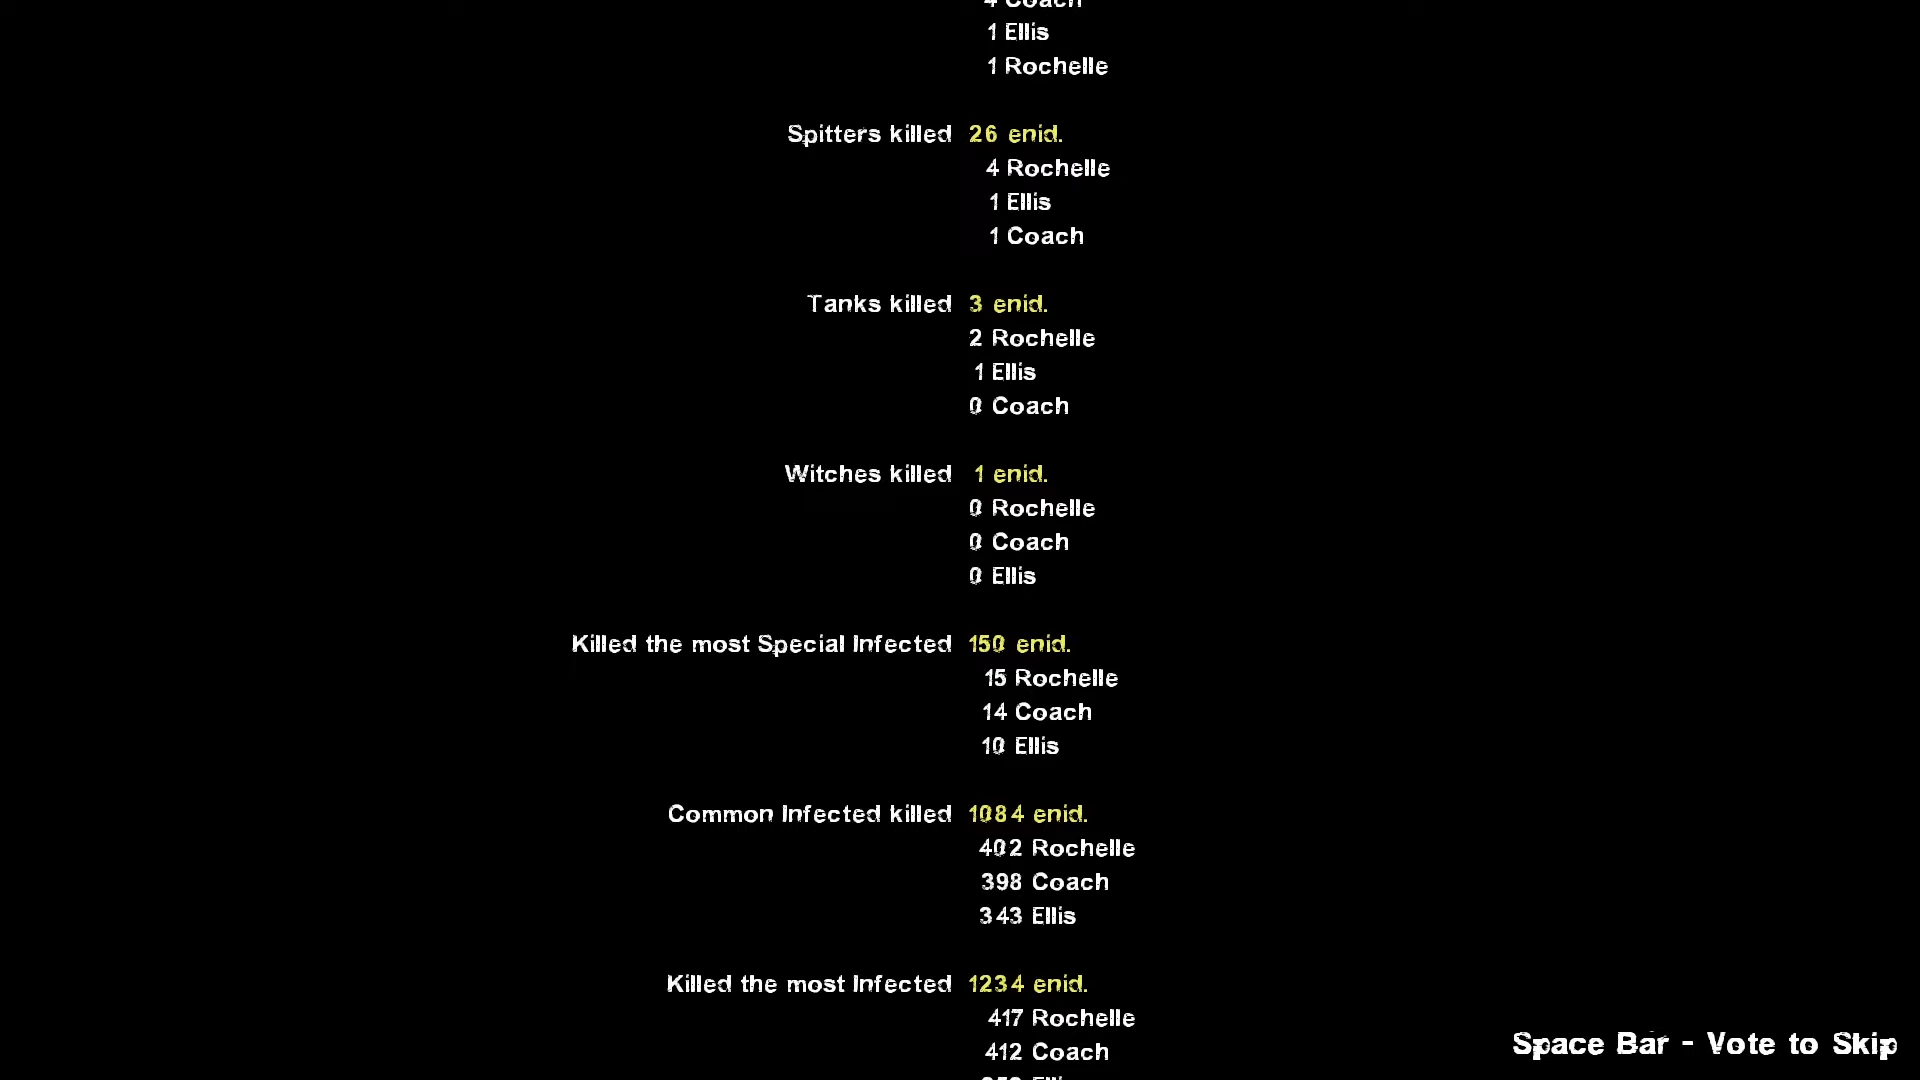 4 Coach
1 Ellis
1 Rochelle
Spitters killed 26 enid.
4 Rochelle
1 Ellis
1 Coach
Tanks killed 3 enid.
2 Rochelle
1 Ellis
0 Coach
Witches killed 1 enid.
0 Rochelle
0 Coach
0 Ellis
Killed the most Special Infected 150 enid.
15 Rochelle
14 Coach
10 Ellis
Common Infected killed 1084 enid.
402 Rochelle
398 Coach
343 Ellis
Killed the most Infected 1234 enid.
417 Rochelle
412 Coach
Space Bar - Vote to Skip